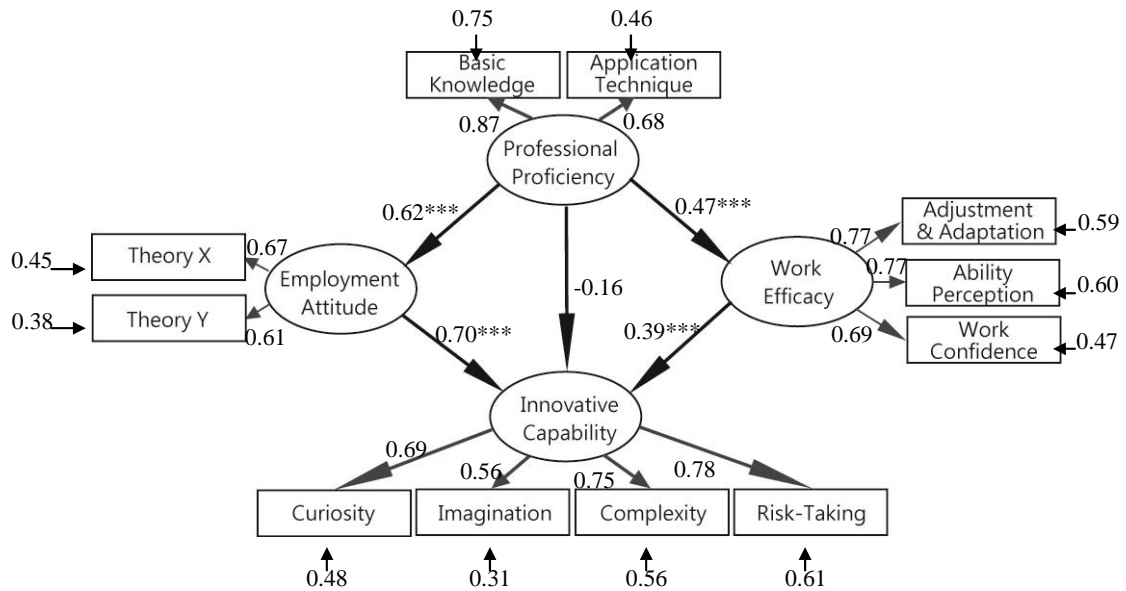 0.75
0.46
Basic
Knowledge
Application
Technique
0.87
0.68
Professional
Proficiency
0.62***
0.47***
Adjustment
& Adaptation
0.59
0.77
Theory X
0.67
0.45
Employment
Attitude
Work
Efficacy
0.77
Ability
Perception
0.60
-0.16
Theory Y
0.38
0.61
0.70***
0.39***
0.69
Work
Confidence
0.47
Innovative
Capability
0.69
0.56
0.75
0.78
Curiosity
Imagination
Complexity
Risk-Taking
0.48
0.31
0.56
0.61